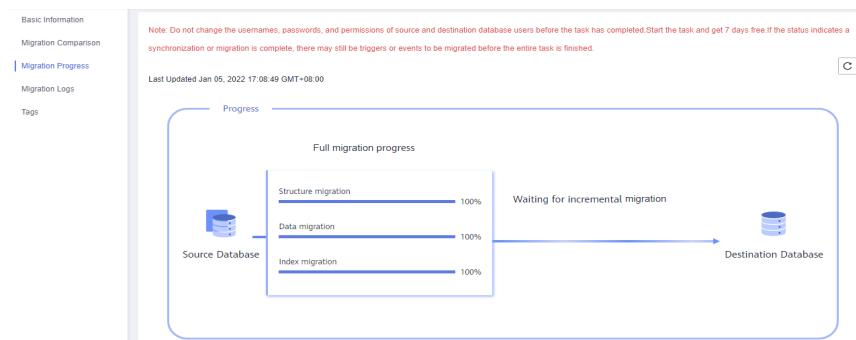 Basic Information
Migration Comparison
Migration Progress
Migration Logs
Tags
Note: Do not change the usernames, passwords, and permissions of source and destination database users before the task has completed.Start the task and get 7 days free.If the status indicates a
synchronization or migration is complete, there may still be triggers or events to be migrated before the entire task is finished.
Last Updated Jan 05, 2022 17:08:49 GMT+08:00
Progress
Full migration progress
Structure migration
100%
Data migration
100%
Index migration
100%
Source Database
Waiting for incremental migration
Destination Database